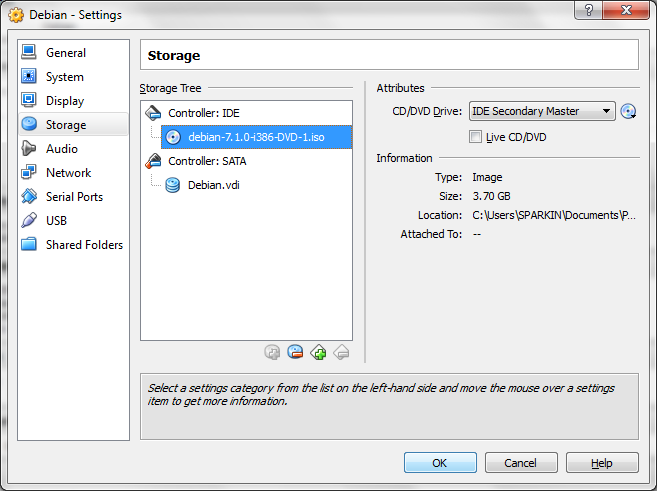 Debian - Settings
General
System
Display
Storage
Audio
Network
Serial Ports
USB
Shared Folders
Storage
Storage Tree
Controller: IDE
debian-7.1.0-i386-DVD-1.iso
Controller: SATA
Debian.vdi
Attributes
CD/DVD Drive: IDE Secondary Master
Live CD/DVD
Information
Type: Image
Size: 3.70 GB
Location: C:\Users\SPARKIN\Documents\P...
Attached To: --
Select a settings category from the list on the left-hand side and move the mouse over a settings
item to get more information.
OK Cancel Help